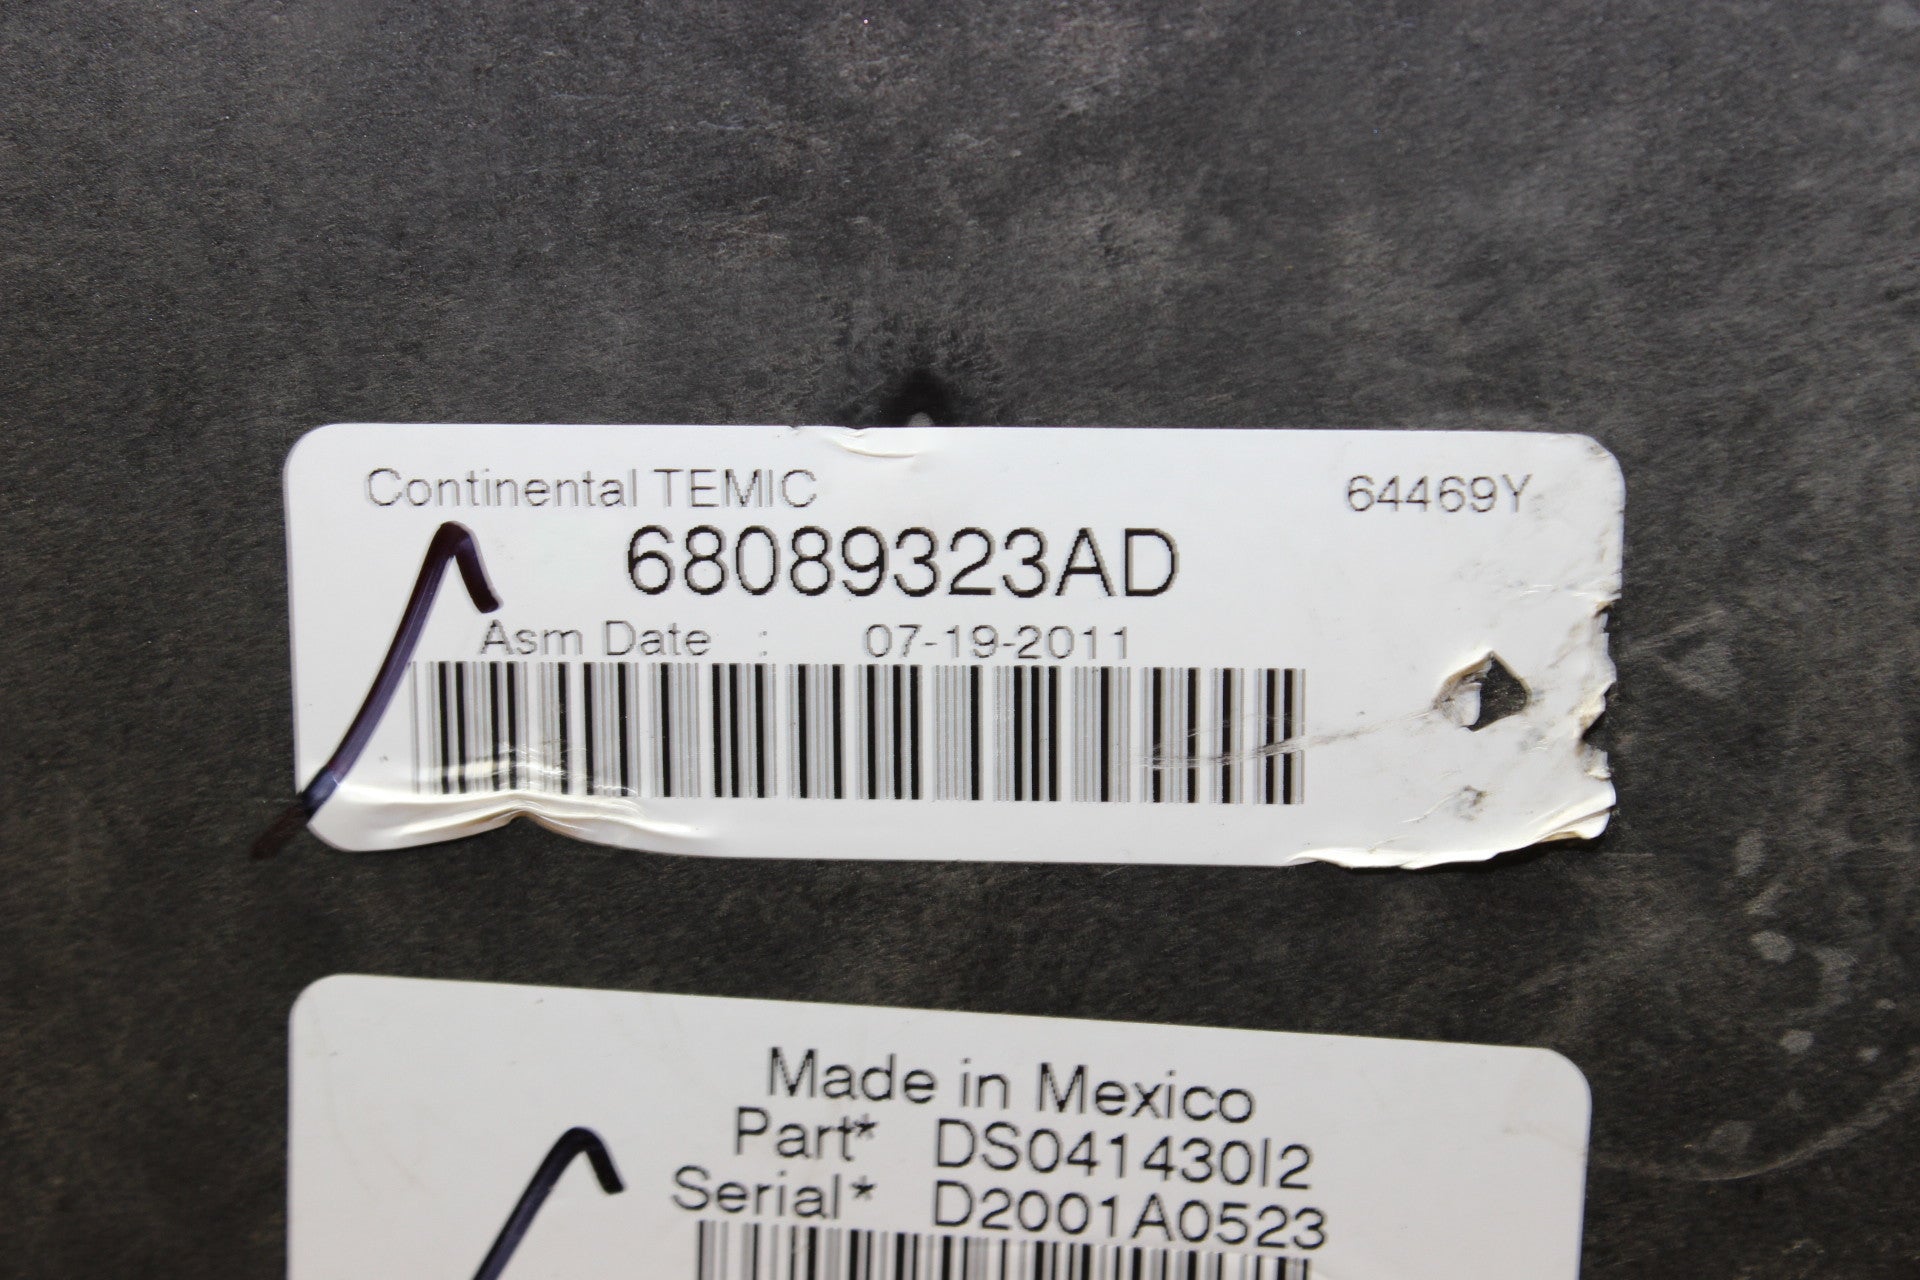 Continental TEMIC 64469Y
68089323AD
Asm Date : 07-19-2011
Made in Mexico
Part* DS041430I2
Serial* D2001A0523